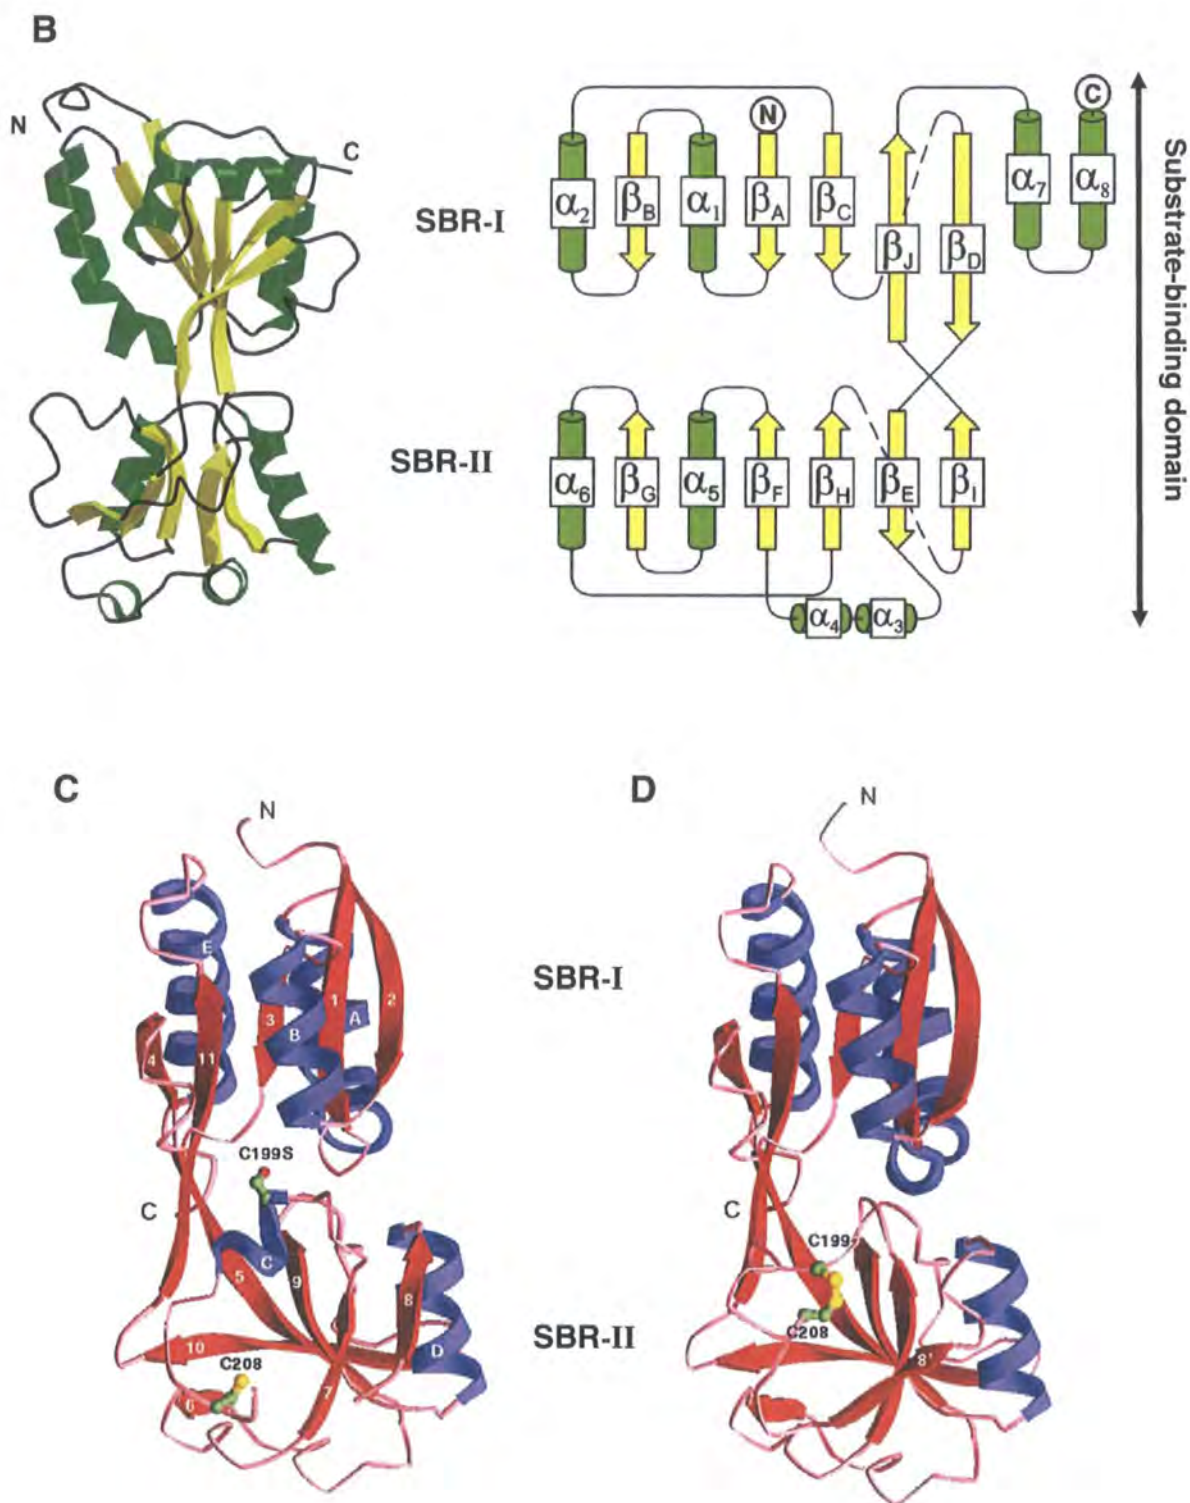 B
N
C
SBR-I
SBR-II
N
C
α2
βB
α1
βA
βC
βJ
βD
α7
α8
α6
βG
α5
βF
βH
βE
βI
α4
α3
Substrate-binding domain
C
N
E
4
11
3
B
1
A
2
C199S
C
C
5
9
8
10
D
C208
7
6
SBR-I
SBR-II
D
N
C
C199
C208
8'